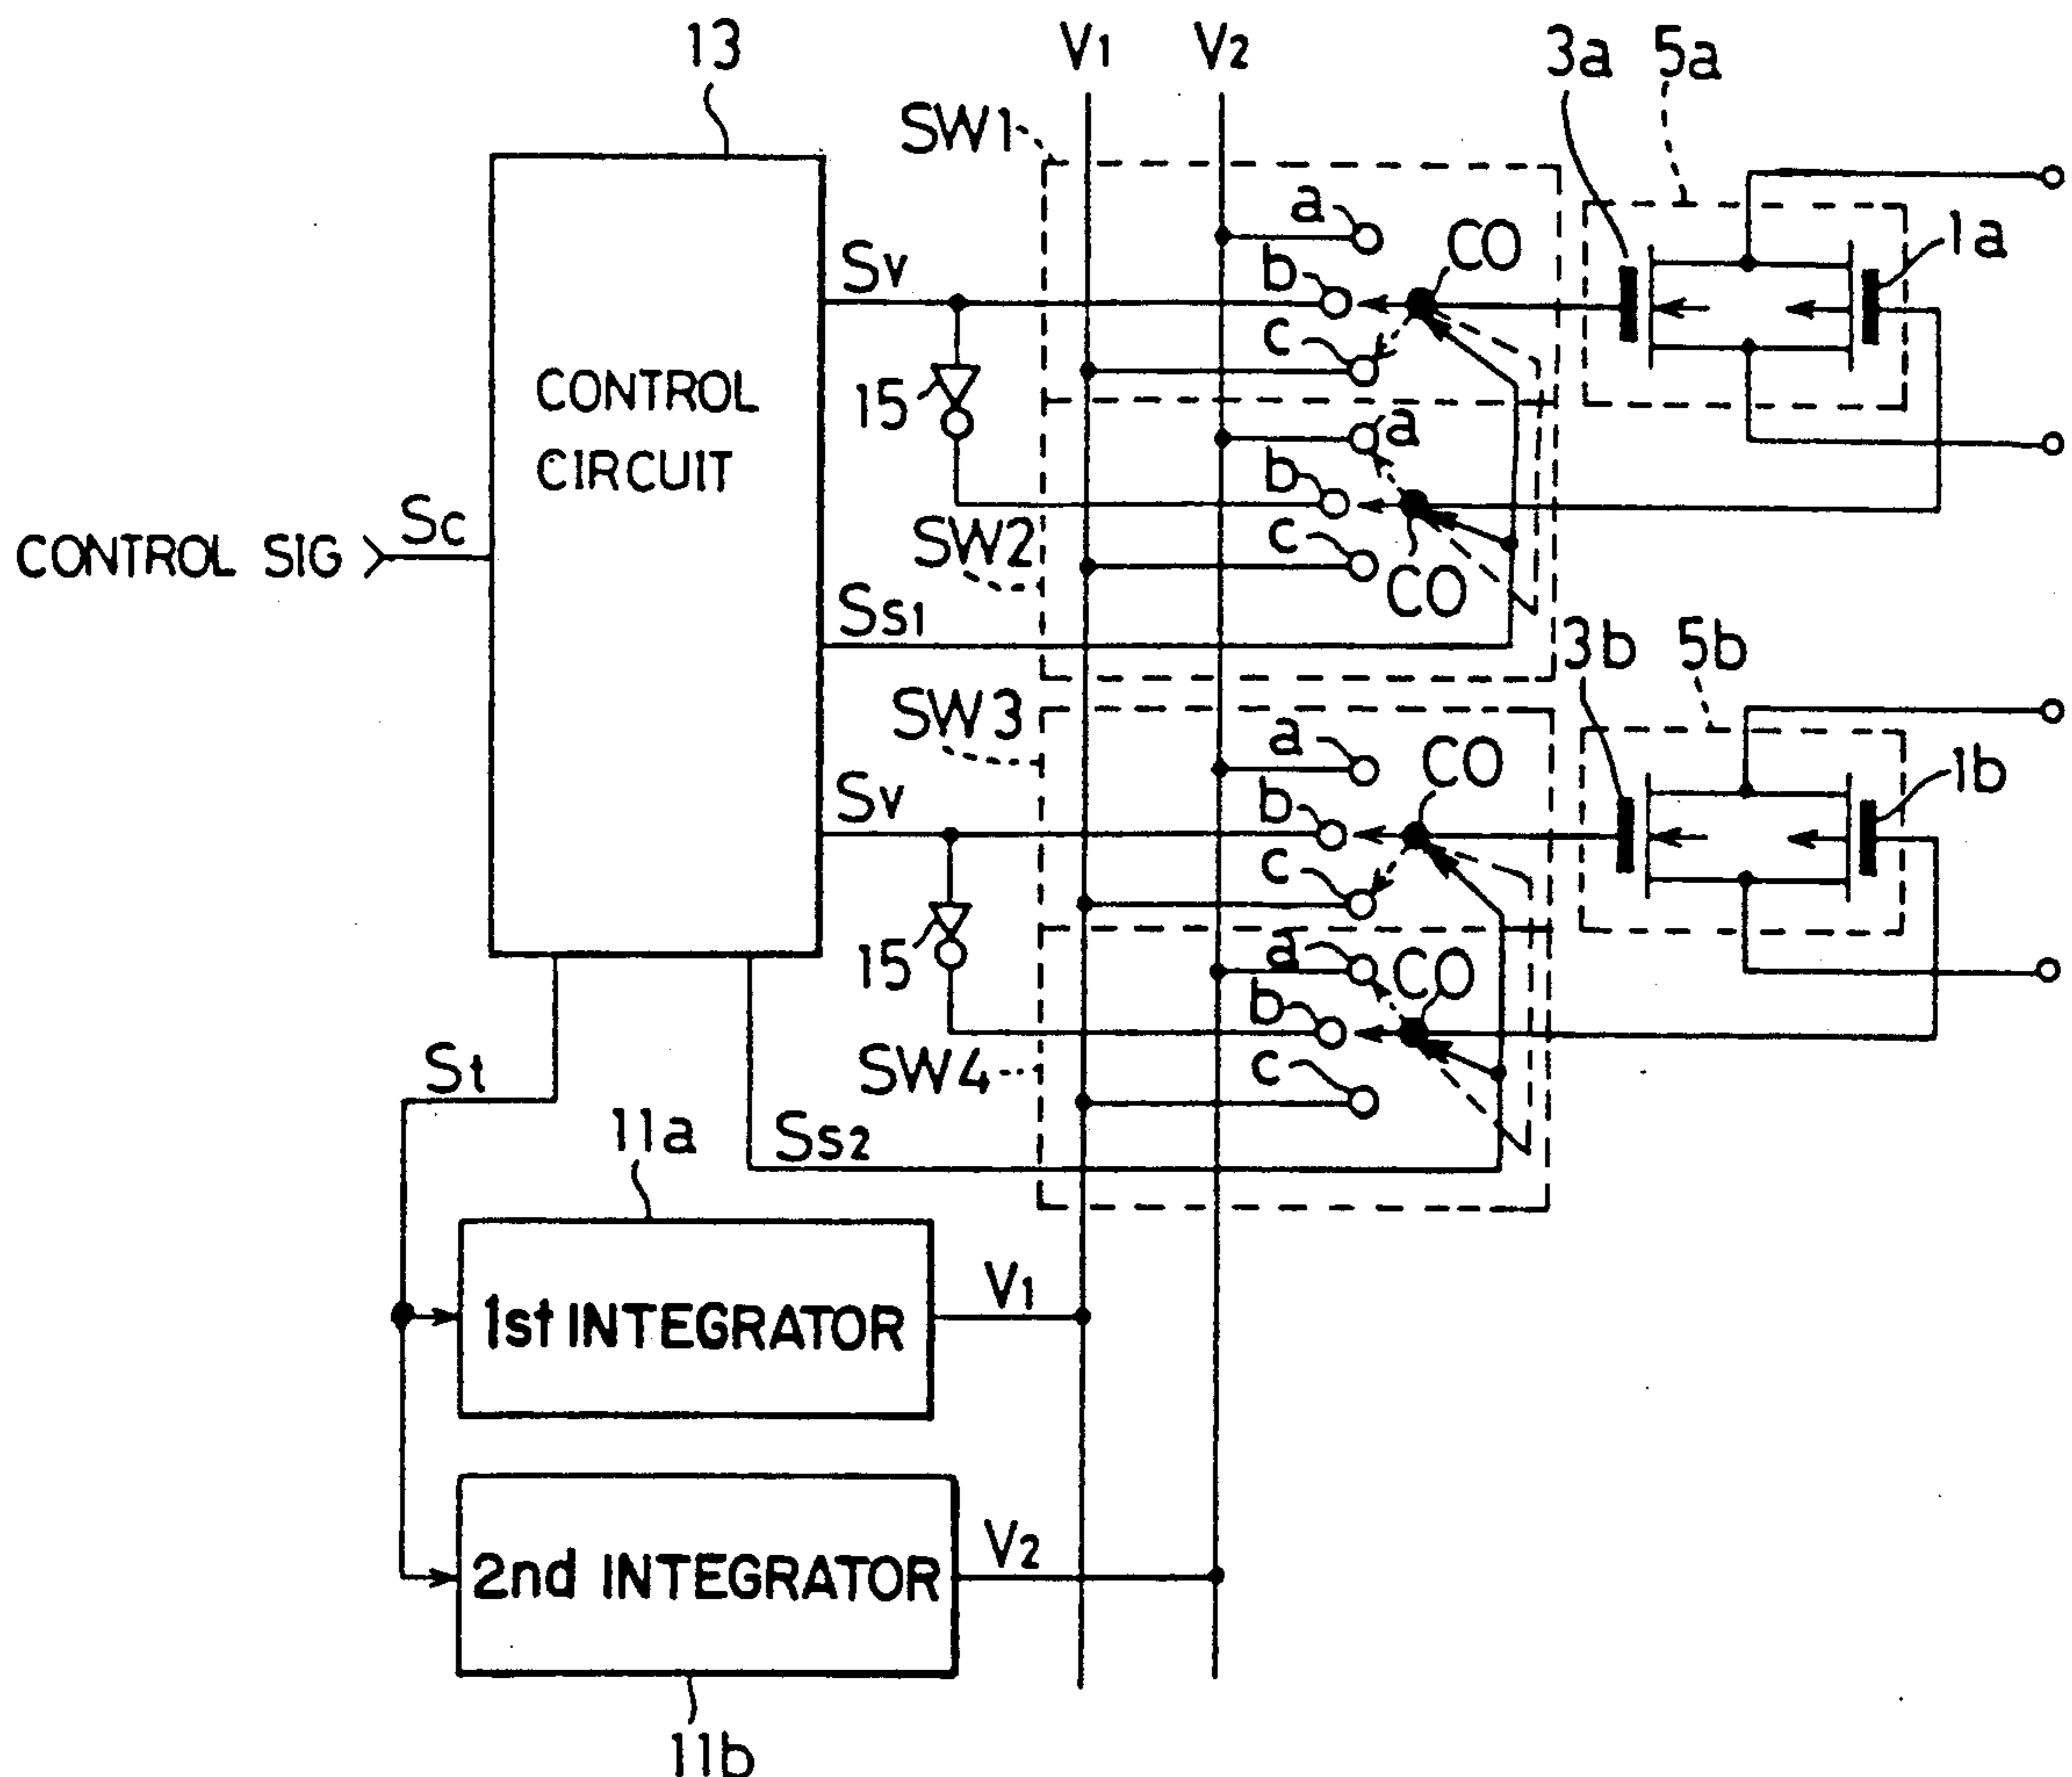 13
V1
V2
3a
5a
SW1
a
CO
1a
Sv
b
c
CONTROL
CIRCUIT
15
a
b
Sc
CONTROL SIG
SW2
c
CO
Ss1
3b
5b
SW3
a
CO
1b
Sv
b
c
15
a
CO
b
SW4
c
St
11a
Ss2
1st INTEGRATOR
V1
2nd INTEGRATOR
V2
11b